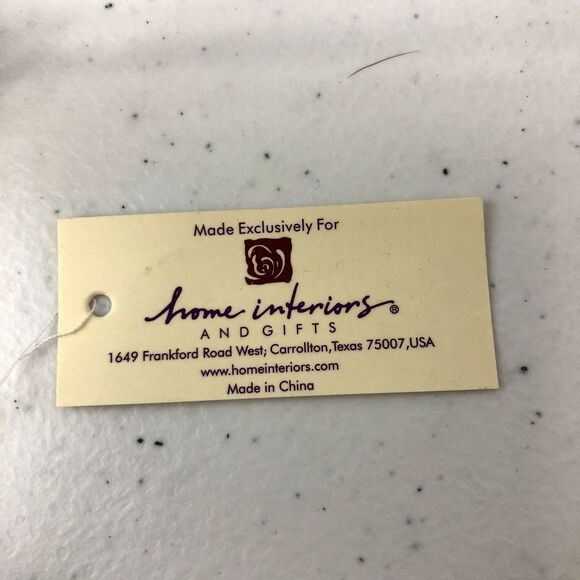 Made Exclusively For
home interiors®
AND GIFTS
1649 Frankford Road West; Carrollton,Texas 75007,USA
www.homeinteriors.com
Made in China